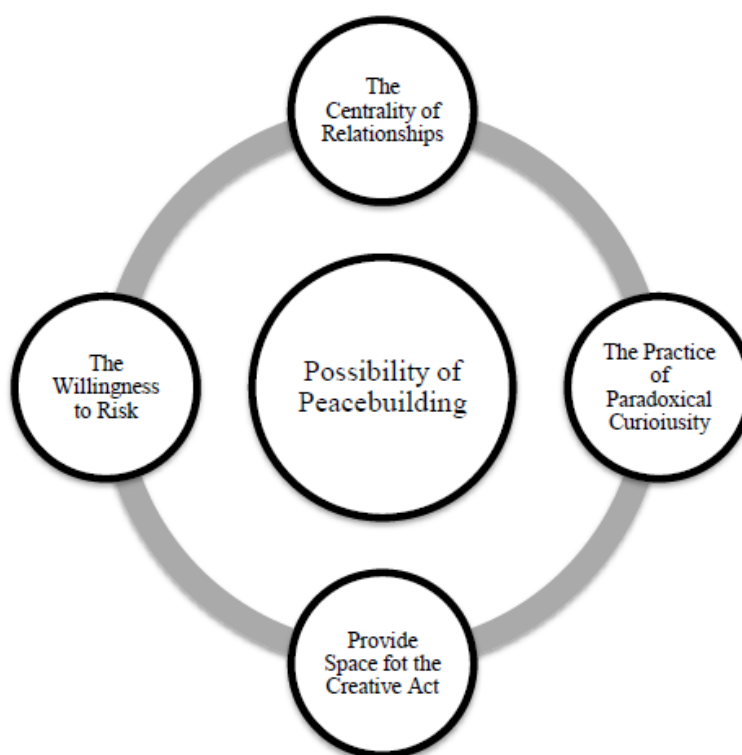 The
Centrality of
Relationships
The
Willingness
to Risk
Possibility of
Peacebuilding
The Practice
of
Paradoxical
Curioiusity
Provide
Space fot the
Creative Act